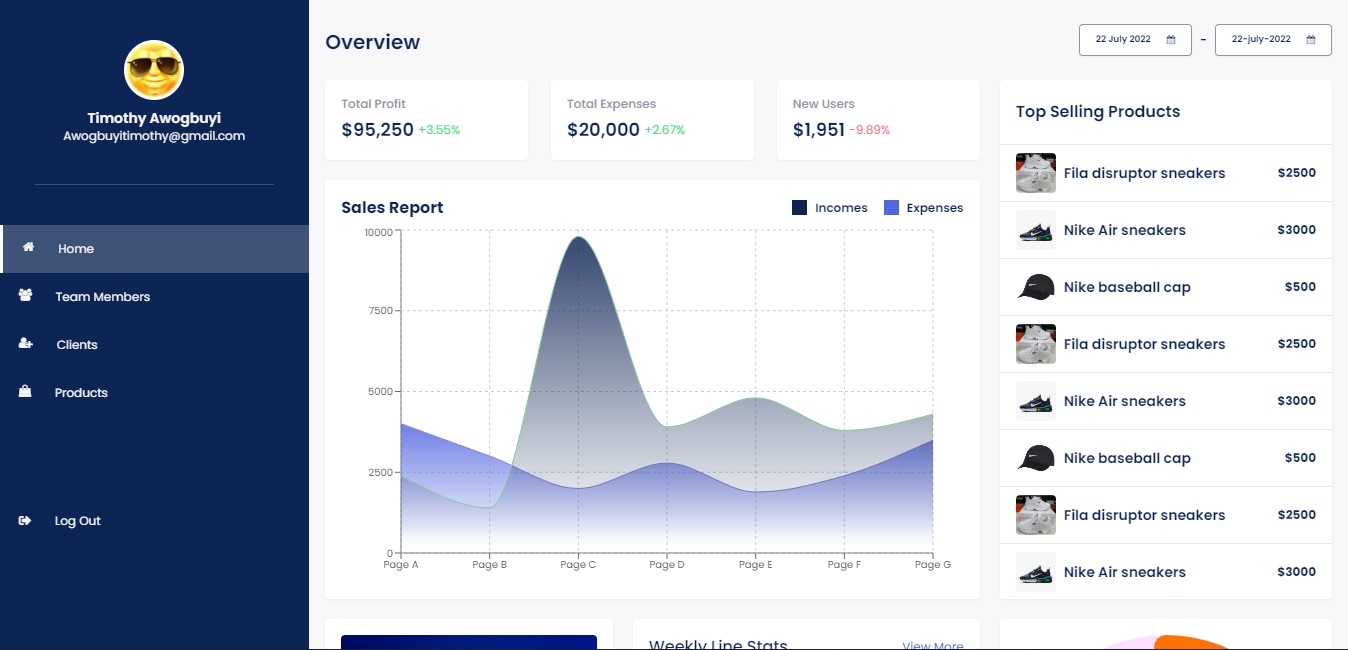 Timothy Awogbuyi
Awogbuyitimothy@gmail.com
Home
Team Members
Clients
Products
Log Out
Overview
22 July 2022 - 22-july-2022
Total Profit
$95,250 +3.55%
Total Expenses
$20,000 +2.67%
New Users
$1,951 -9.89%
Sales Report
Incomes Expenses
10000
7500
5000
2500
0
Page A Page B Page C Page D Page E Page F Page G
Top Selling Products
Fila disruptor sneakers $2500
Nike Air sneakers $3000
Nike baseball cap $500
Fila disruptor sneakers $2500
Nike Air sneakers $3000
Nike baseball cap $500
Fila disruptor sneakers $2500
Nike Air sneakers $3000
Weekly Line Stats View More